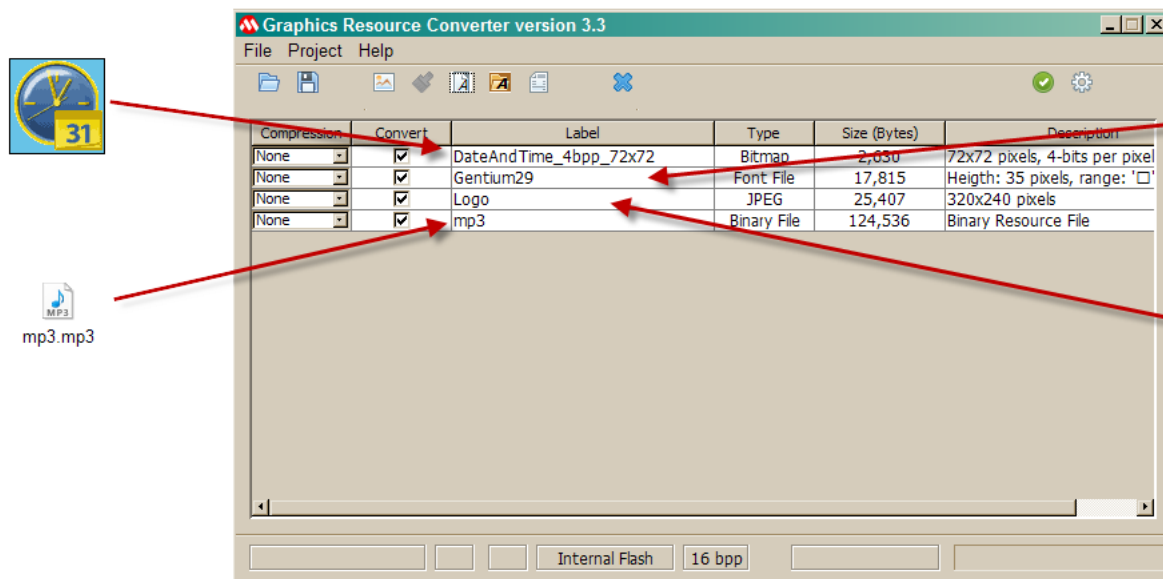 Graphics Resource Converter version 3.3
File Project Help
31
Compression Convert Label Type Size (Bytes) Description
None DateAndTime_4bpp_72x72 Bitmap 2,630 72x72 pixels, 4-bits per pixel
None Gentium29 Font File 17,815 Heigth: 35 pixels, range: '□'
None Logo JPEG 25,407 320x240 pixels
None mp3 Binary File 124,536 Binary Resource File
MP3
mp3.mp3
Internal Flash 16 bpp